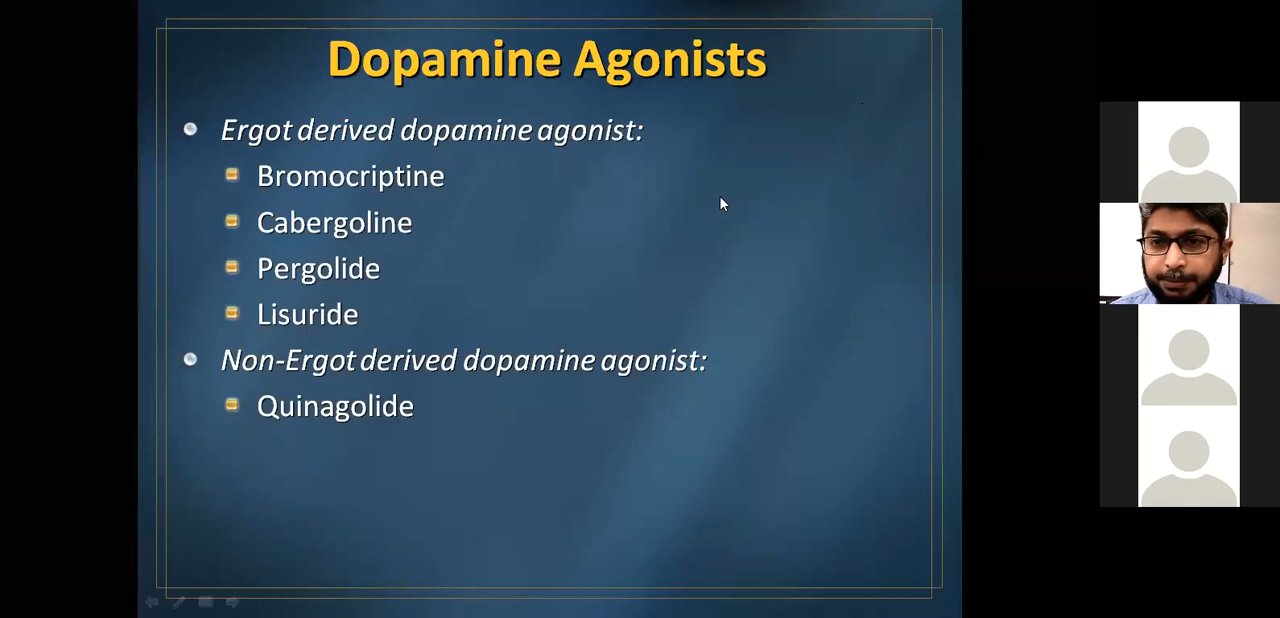 Dopamine Agonists
Ergot derived dopamine agonist:
Bromocriptine
Cabergoline
Pergolide
Lisuride
Non-Ergot derived dopamine agonist:
Quinagolide